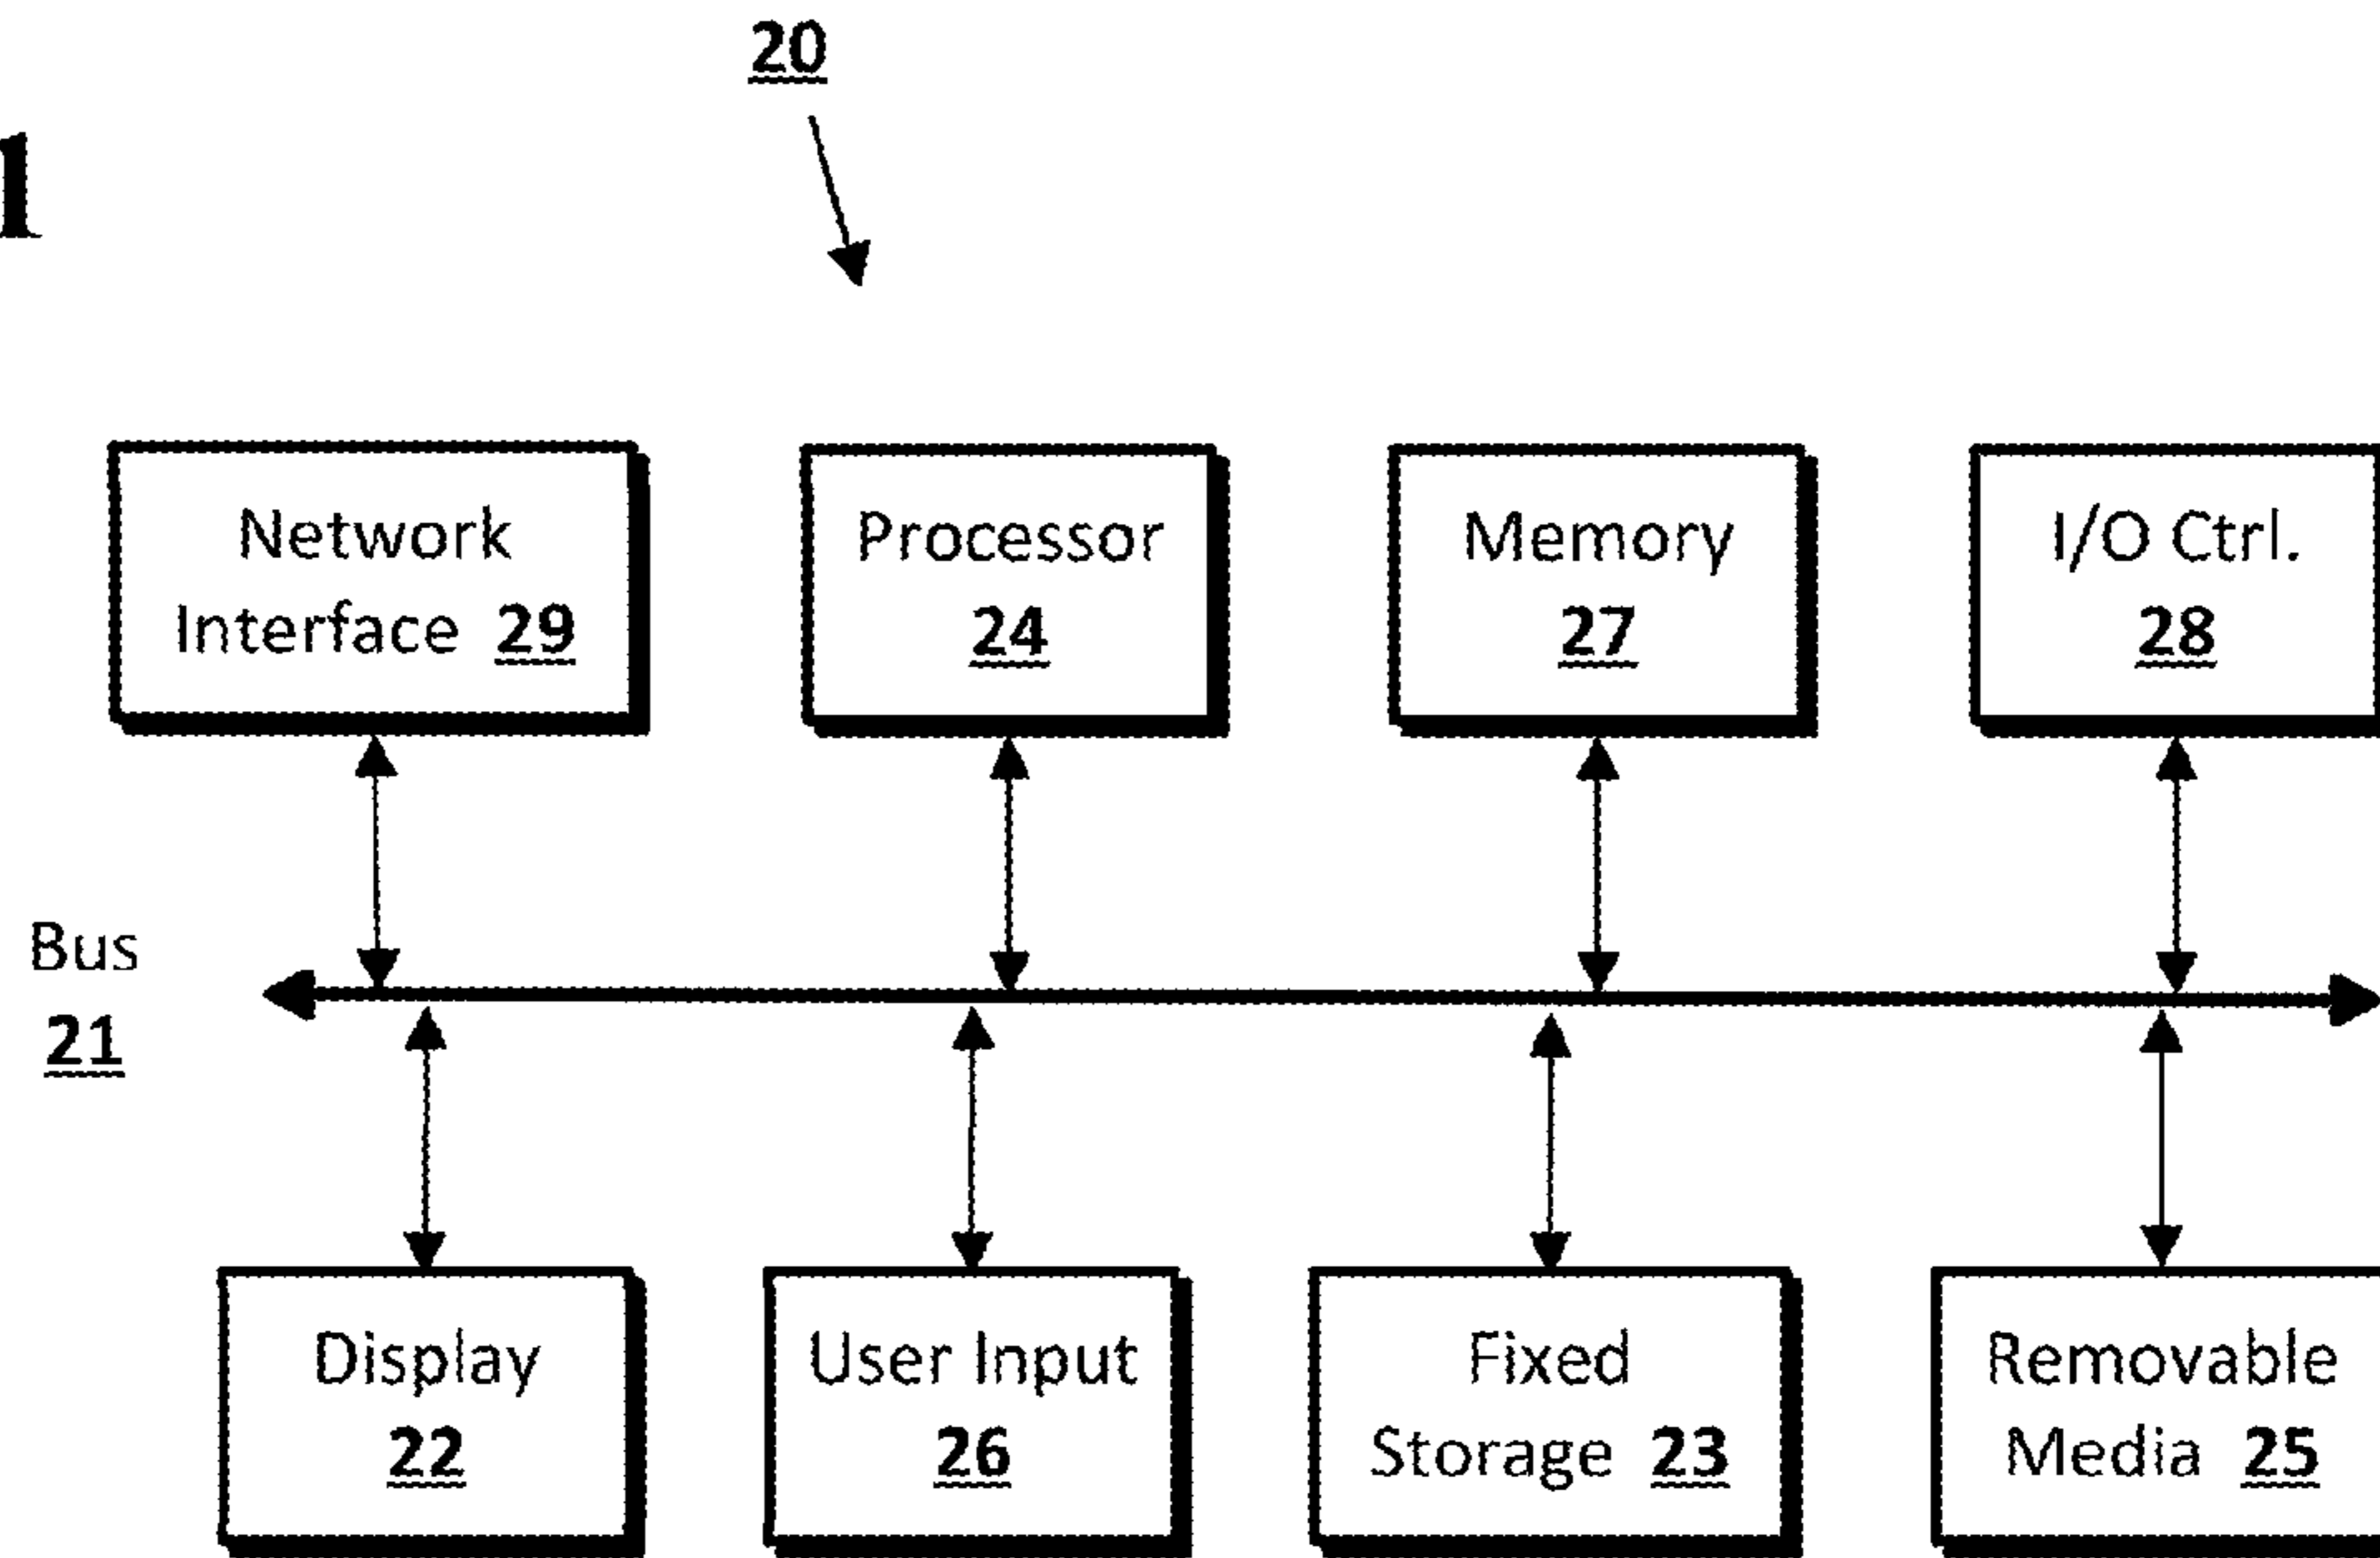 20
1
Network
Interface 29
Processor
24
Memory
27
I/O Ctrl.
28
Bus
21
Display
22
User Input
26
Fixed
Storage 23
Removable
Media 25